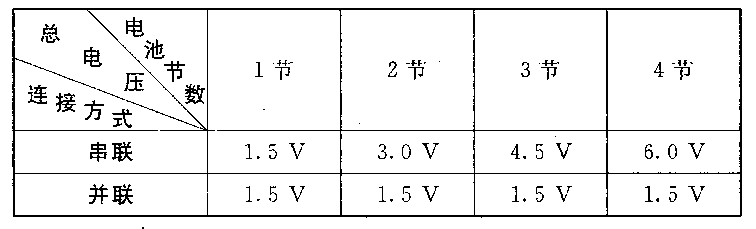 总电压
电池节数
连接方式
1节 2节 3节 4节
串联 1.5 V 3.0 V 4.5 V 6.0 V
并联 1.5 V 1.5 V 1.5 V 1.5 V